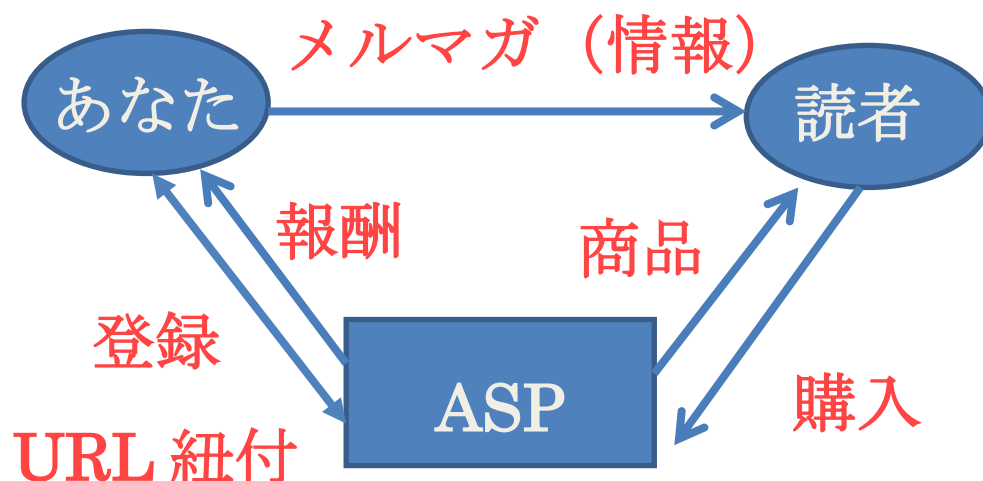 メルマガ（情報）
あなた
読者
報酬
商品
登録
ASP
購入
URL 紐付